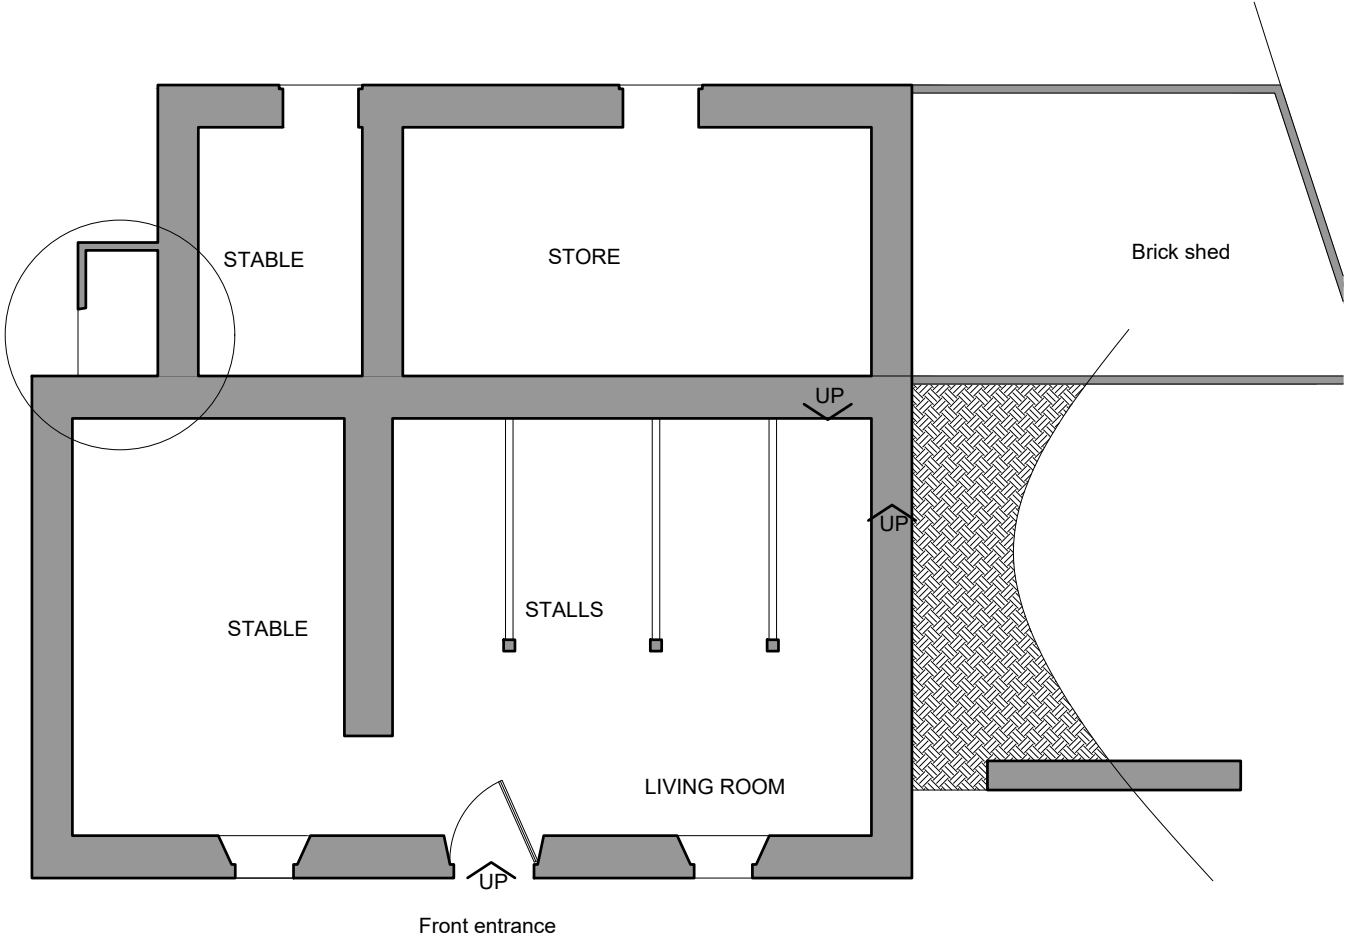 Brick shed
STORE
STABLE
UP
UP
STALLS
STABLE
LIVING ROOM
UP
Front entrance